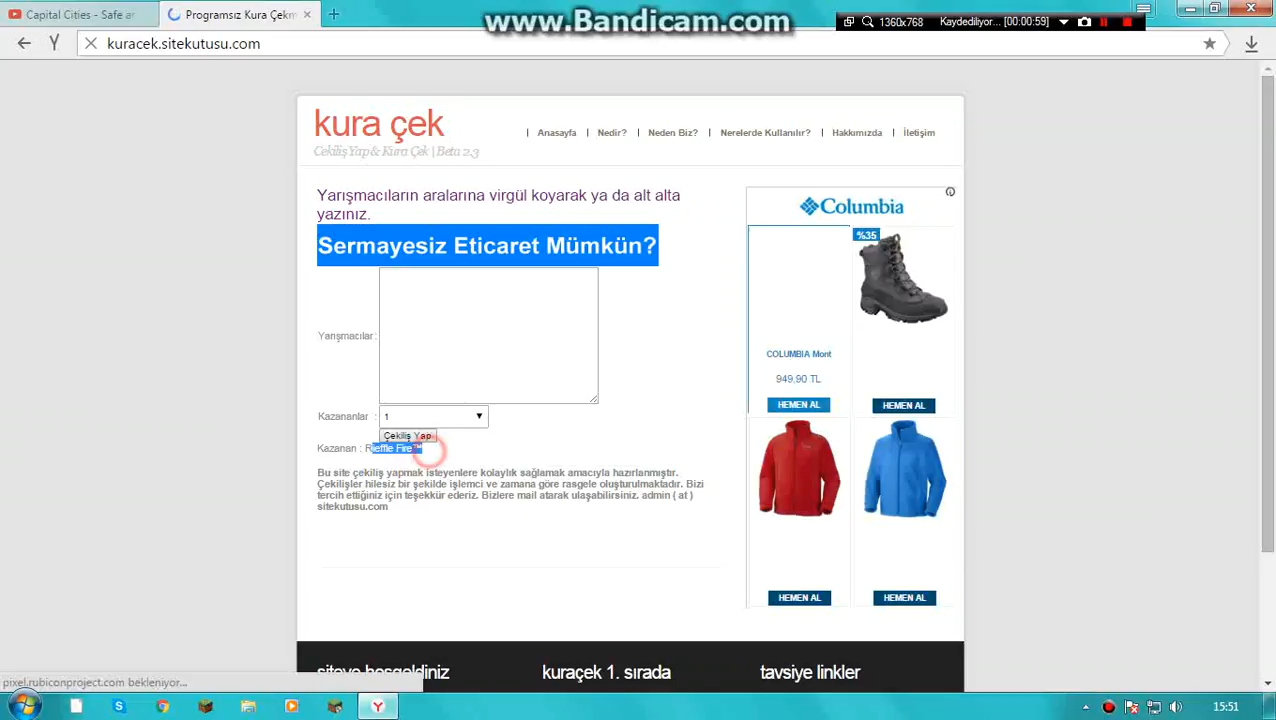 Capital Cities - Safe ar
Programsız Kura Çekm
www.Bandicam.com
1360x768
Kaydediliyor... [00:00:59]
kuracek.sitekutusu.com
kura çek
Çekiliş Yap & Kura Çek | Beta 2.3
Anasayfa
Nedir?
Neden Biz?
Nerelerde Kullanılır?
Hakkımızda
İletişim
Yarışmacıların aralarına virgül koyarak ya da alt alta
yazınız.
Sermayesiz Eticaret Mümkün?
Yarışmacılar :
Kazananlar :
1
Çekiliş Yap
Kazanan :
Bu site çekiliş yapmak isteyenlere kolaylık sağlamak amacıyla hazırlanmıştır.
Çekilişler hilesiz bir şekilde işlemci ve zamana göre rasgele oluşturulmaktadır. Bizi
tercih ettiğiniz için teşekkür ederiz. Bizlere mail atarak ulaşabilirsiniz. admin ( at )
sitekutusu.com
Columbia
%35
COLUMBIA Mont
949,90 TL
HEMEN AL
HEMEN AL
HEMEN AL
HEMEN AL
siteye hoşgeldiniz
kuraçek 1. sırada
tavsiye linkler
pixel.rubiconproject.com bekleniyor...
15:51